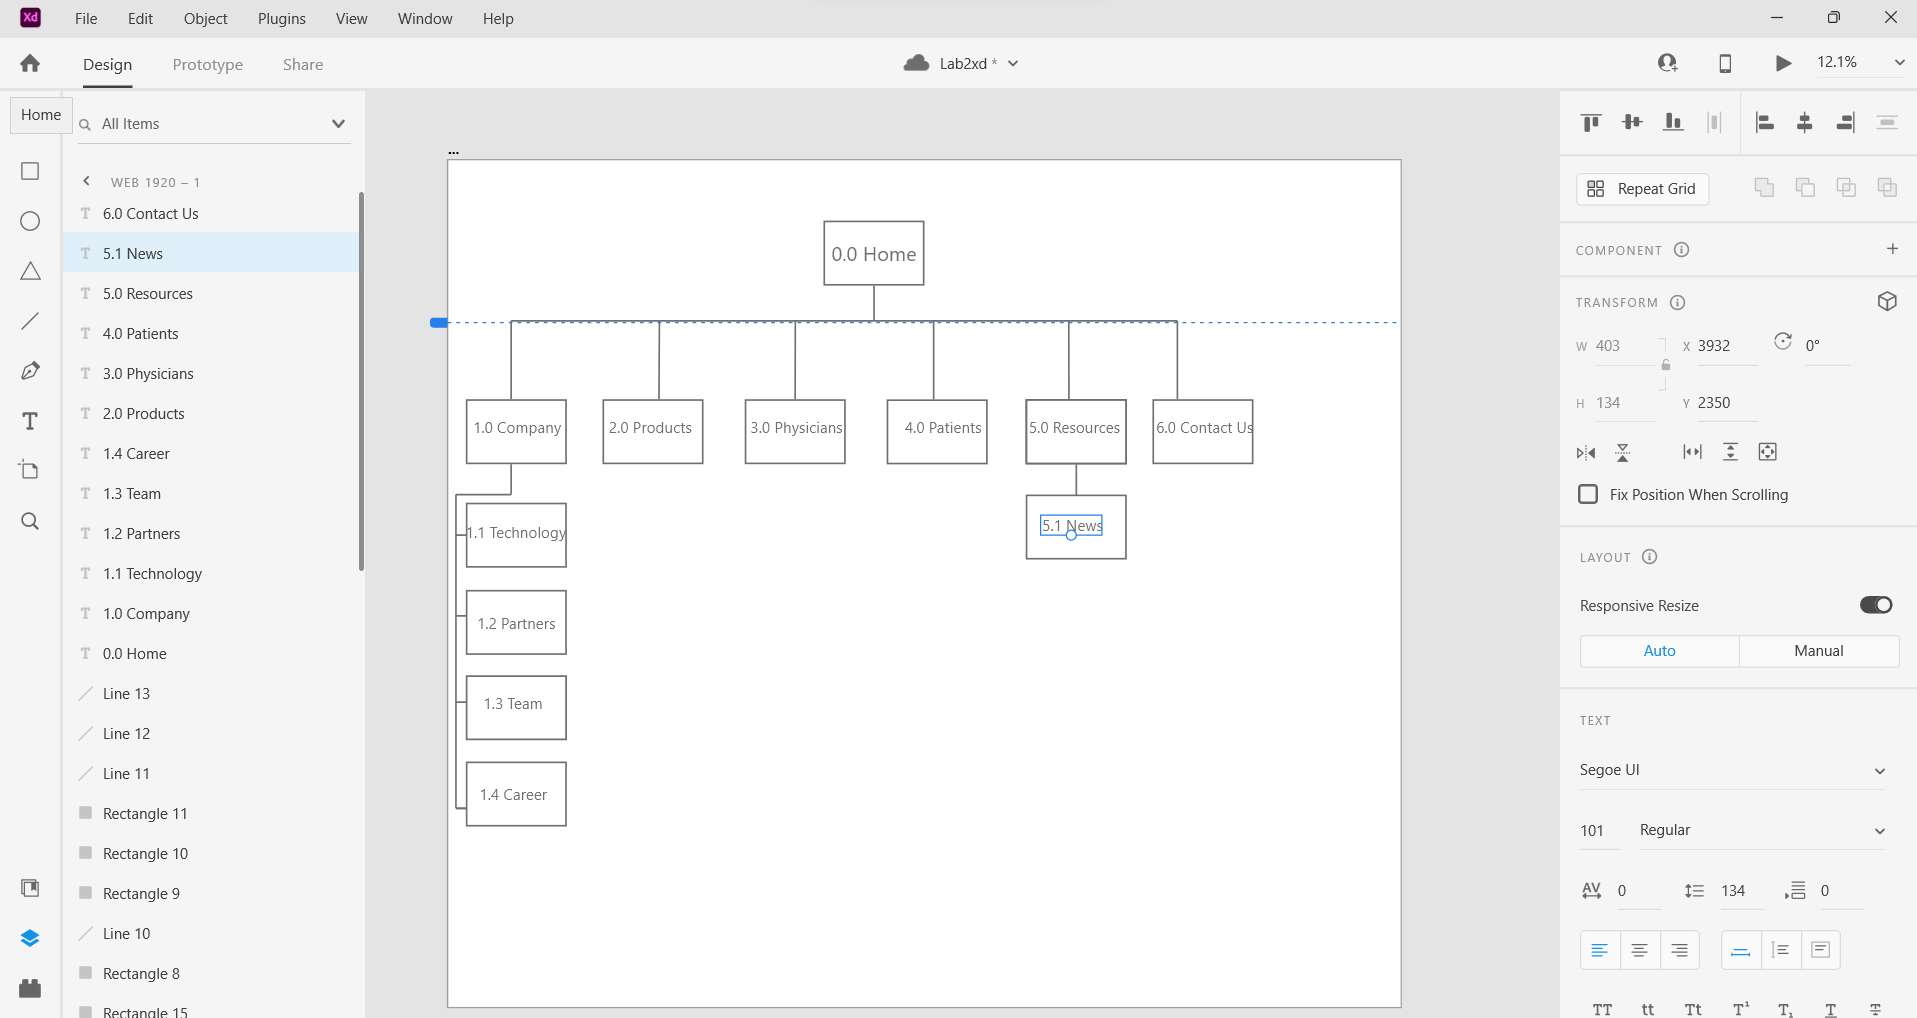 Xd File Edit Object Plugins View Window Help
Design Prototype Share Lab2xd * 12.1%
Home
All Items
WEB 1920 – 1
6.0 Contact Us
5.1 News
5.0 Resources
4.0 Patients
3.0 Physicians
2.0 Products
1.4 Career
1.3 Team
1.2 Partners
1.1 Technology
1.0 Company
0.0 Home
Line 13
Line 12
Line 11
Rectangle 11
Rectangle 10
Rectangle 9
Line 10
Rectangle 8
Rectangle 15
...
0.0 Home
1.0 Company 2.0 Products 3.0 Physicians 4.0 Patients 5.0 Resources 6.0 Contact Us
1.1 Technology 5.1 News
1.2 Partners
1.3 Team
1.4 Career
Repeat Grid
COMPONENT
TRANSFORM
W 403 X 3932 0°
H 134 Y 2350
Fix Position When Scrolling
LAYOUT
Responsive Resize
Auto Manual
TEXT
Segoe UI
101 Regular
AV 0 134 0
TT tt Tt T¹ T₁ T T